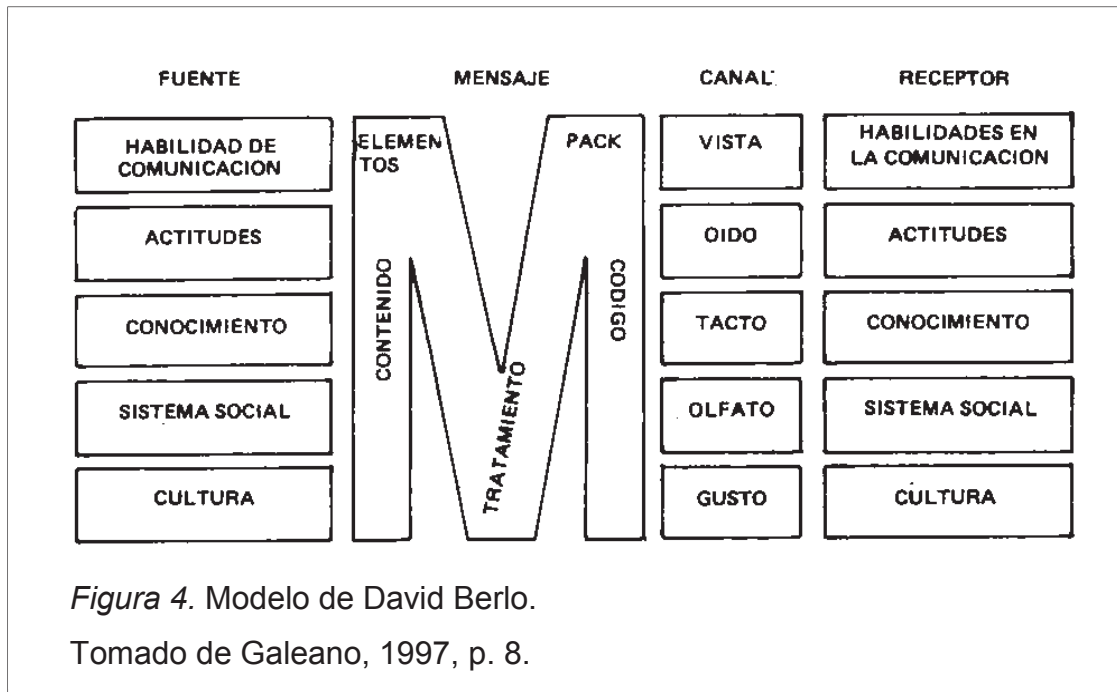 FUENTE
HABILIDAD DE
COMUNICACION
ACTITUDES
CONOCIMIENTO
SISTEMA SOCIAL
CULTURA
MENSAJE
ELEMEN
TOS
PACK
CONTENIDO
TRATAMIENTO
CODIGO
CANAL
VISTA
OIDO
TACTO
OLFATO
GUSTO
RECEPTOR
HABILIDADES EN
LA COMUNICACION
ACTITUDES
CONOCIMIENTO
SISTEMA SOCIAL
CULTURA
Figura 4. Modelo de David Berlo.
Tomado de Galeano, 1997, p. 8.